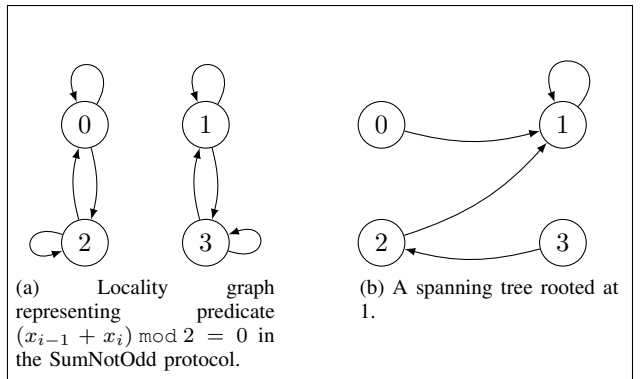 0
1
2
3
(a) Locality graph
representing predicate
(x_{i−1} + x_i) mod 2 = 0 in
the SumNotOdd protocol.
0
1
2
3
(b) A spanning tree rooted at
1.